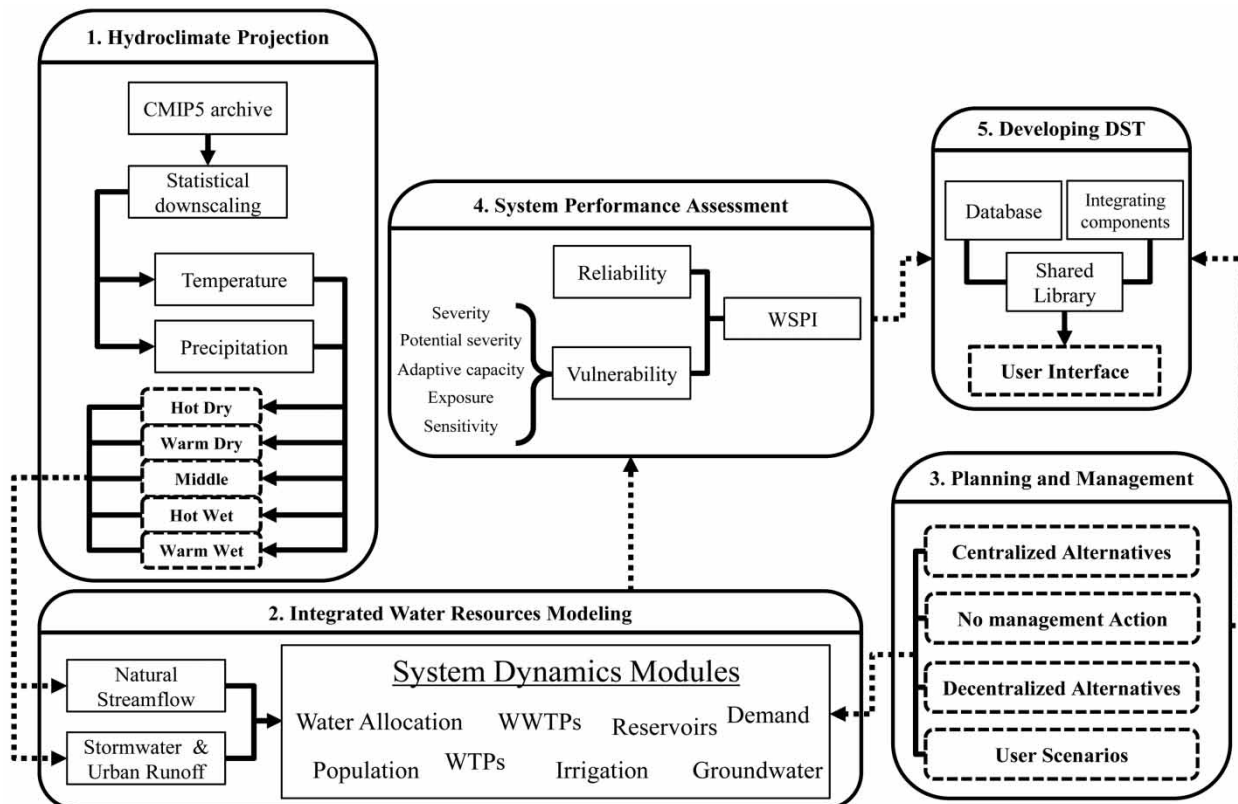 1. Hydroclimate Projection
CMIP5 archive
Statistical
downscaling
Temperature
Precipitation
Hot Dry
Warm Dry
Middle
Hot Wet
Warm Wet
2. Integrated Water Resources Modeling
Natural
Streamflow
Stormwater &
Urban Runoff
System Dynamics Modules
Water Allocation
WWTPs
Reservoirs
Demand
Population
WTPs
Irrigation
Groundwater
4. System Performance Assessment
Reliability
Severity
Potential severity
Adaptive capacity
Exposure
Sensitivity
Vulnerability
WSPI
5. Developing DST
Database
Integrating
components
Shared
Library
User Interface
3. Planning and Management
Centralized Alternatives
No management Action
Decentralized Alternatives
User Scenarios